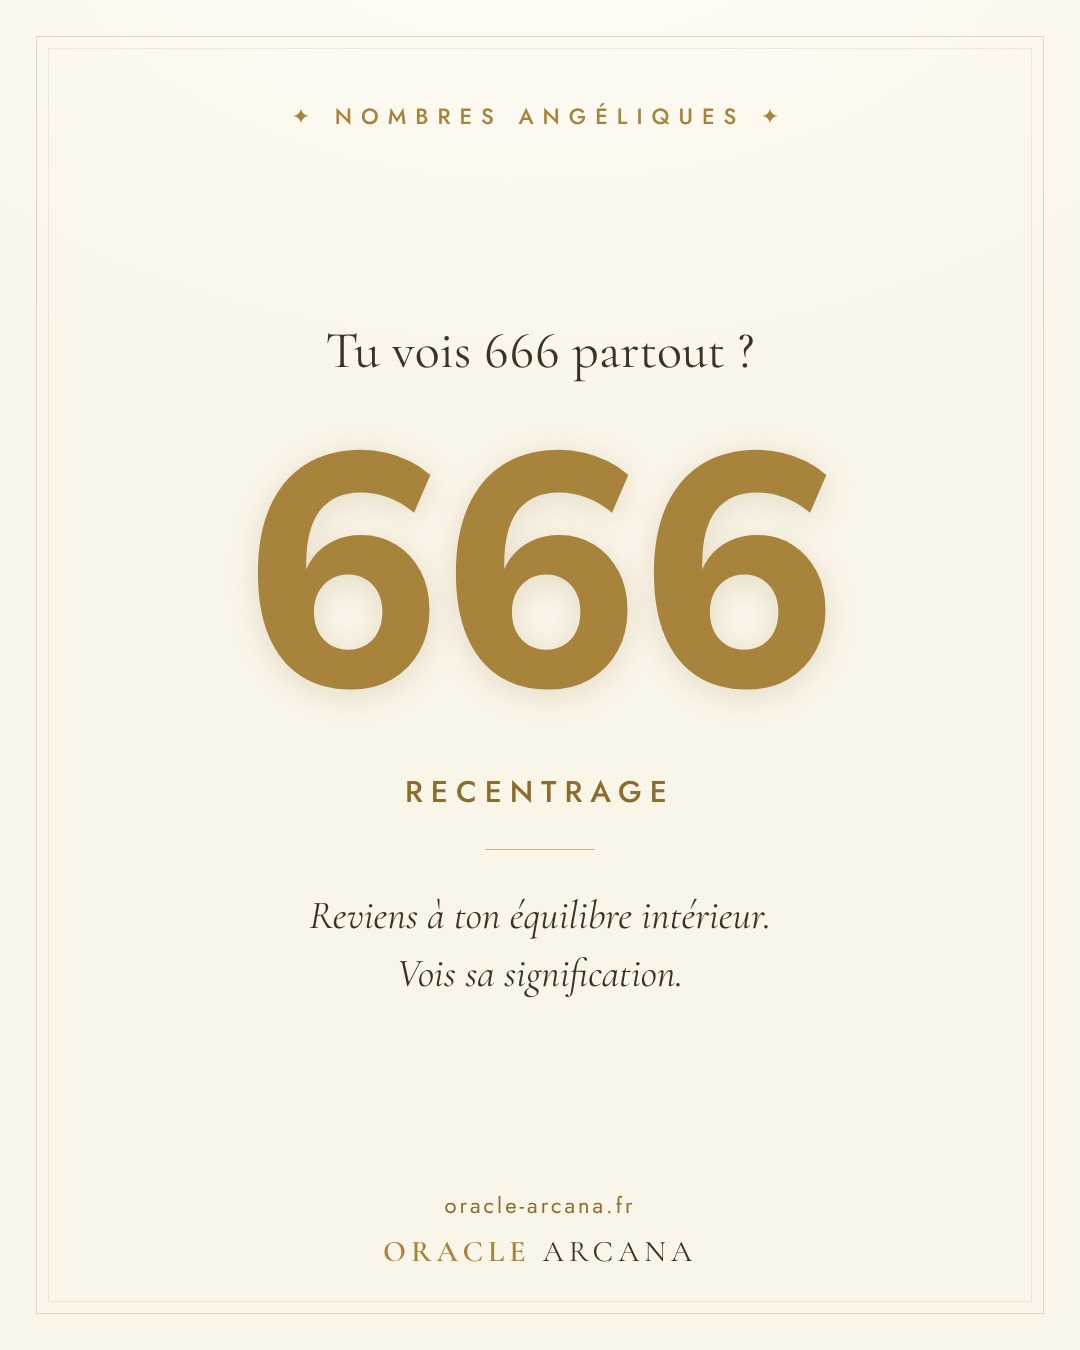 ✦ NOMBRES ANGÉLIQUES ✦
Tu vois 666 partout ?
666
RECENTRAGE
Reviens à ton équilibre intérieur.
Vois sa signification.
oracle-arcana.fr
ORACLE ARCANA